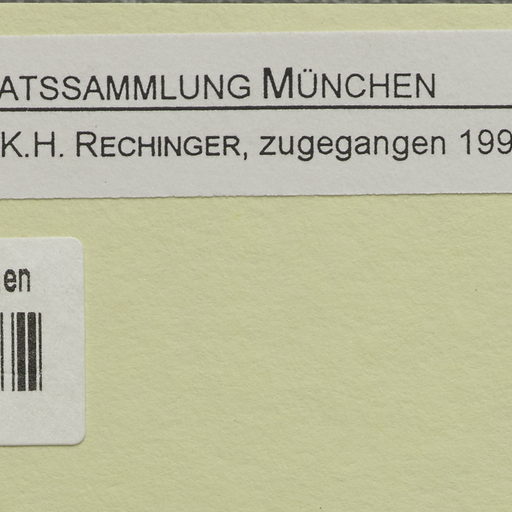 ATSSAMMLUNG MÜNCHEN
K.H. RECHINGER, zugegangen 199
en